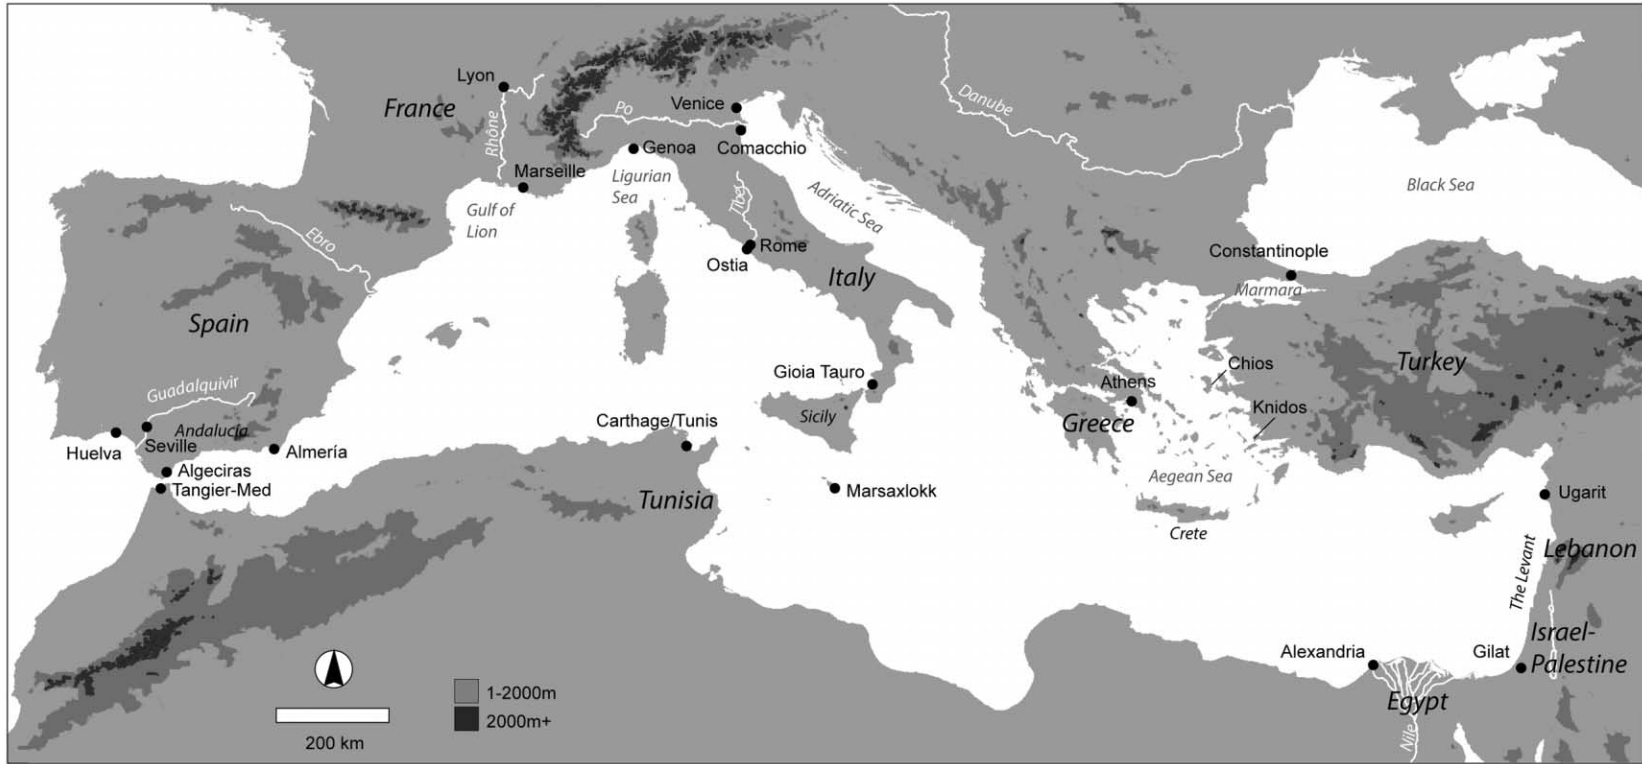 Lyon
France
Rhône
Po
Venice
Danube
Genoa
Comacchio
Marseille
Ligurian
Sea
Gulf of
Lion
Tiber
Adriatic Sea
Black Sea
Ebro
Rome
Ostia
Italy
Constantinople
Marmara
Spain
Guadalquivir
Andalucía
Huelva
Seville
Almería
Algeciras
Tangier-Med
Gioia Tauro
Sicily
Carthage/Tunis
Tunisia
Marsaxlokk
Athens
Greece
Chios
Knidos
Turkey
Aegean Sea
Crete
Ugarit
Lebanon
The Levant
Israel-
Palestine
Gilat
Alexandria
Egypt
Nile
1-2000m
2000m+
200 km